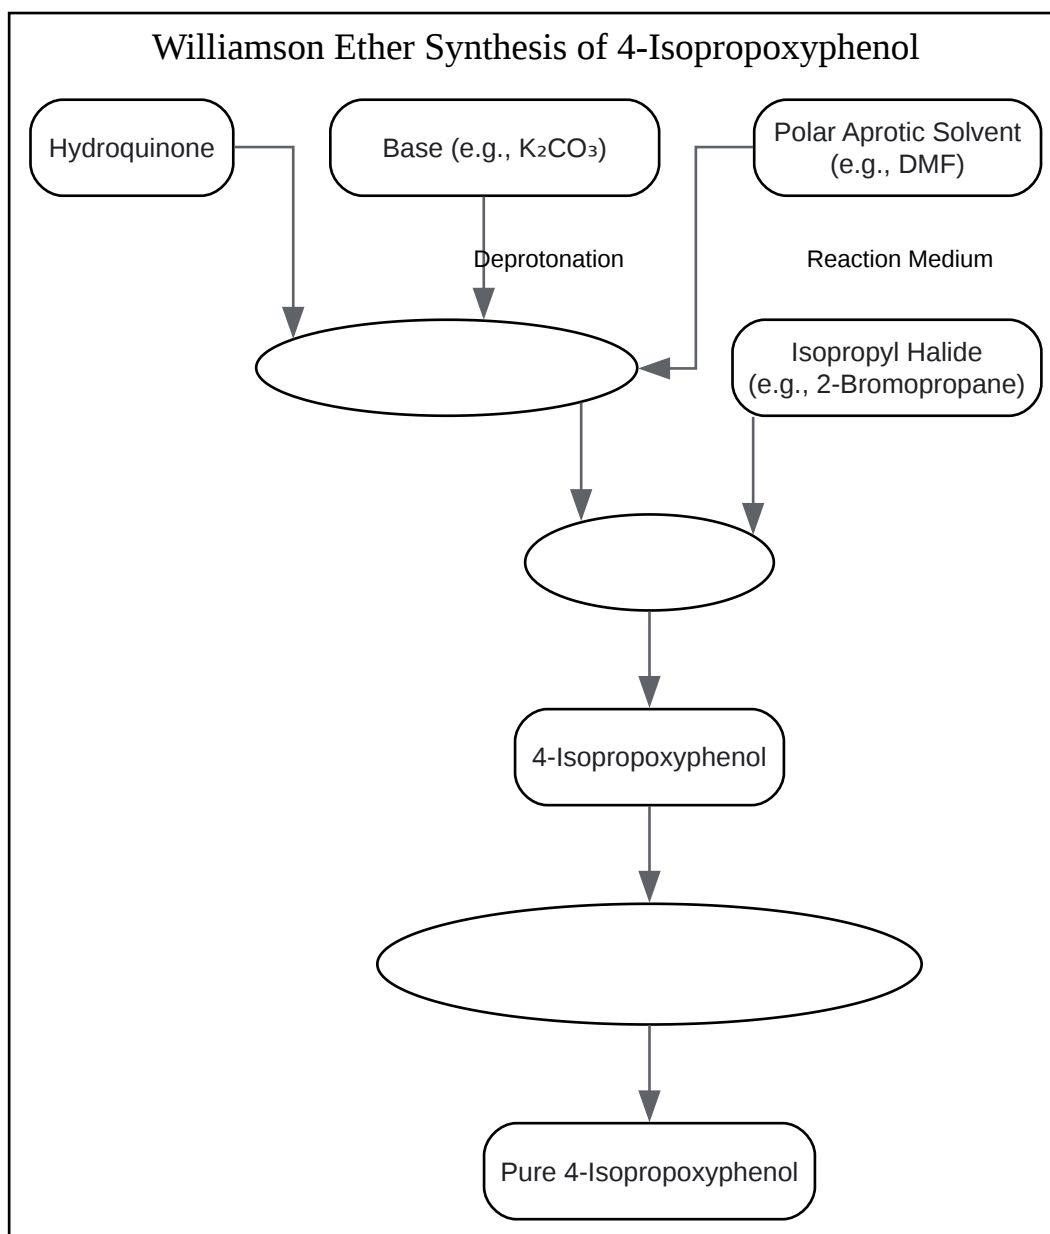 Williamson Ether Synthesis of 4-Isopropoxyphenol
Hydroquinone
Base (e.g., K₂CO₃)
Polar Aprotic Solvent
(e.g., DMF)
Deprotonation
Reaction Medium
Isopropyl Halide
(e.g., 2-Bromopropane)
4-Isopropoxyphenol
Pure 4-Isopropoxyphenol